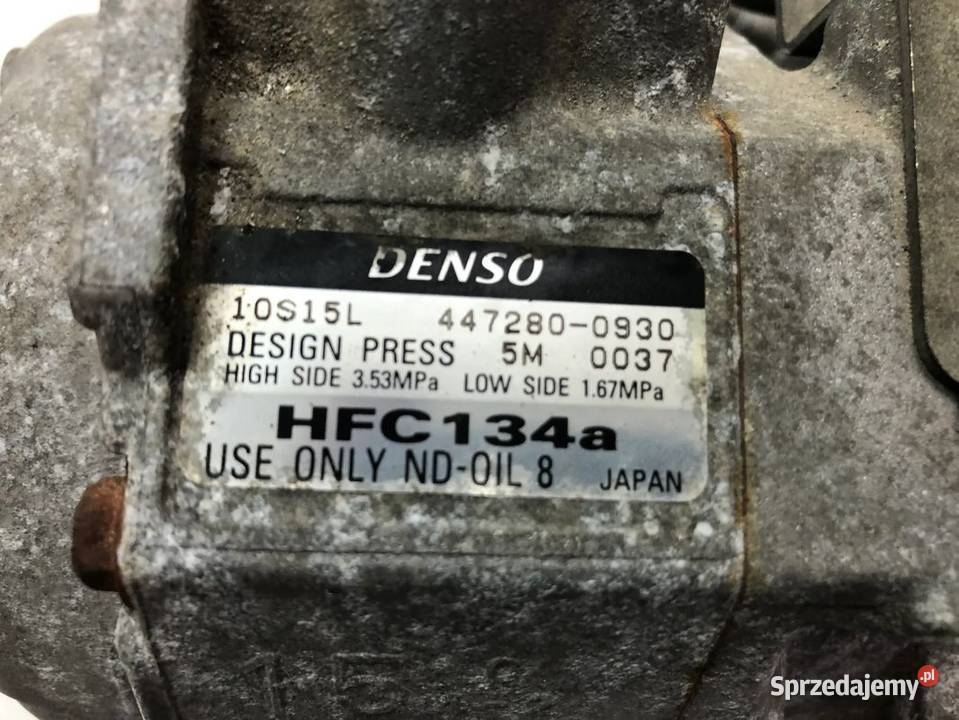 DENSO
10S15L 447280-0930
DESIGN PRESS 5M 0037
HIGH SIDE 3.53MPa LOW SIDE 1.67MPa
HFC134a
USE ONLY ND-OIL 8 JAPAN
Sprzedajemy.pl